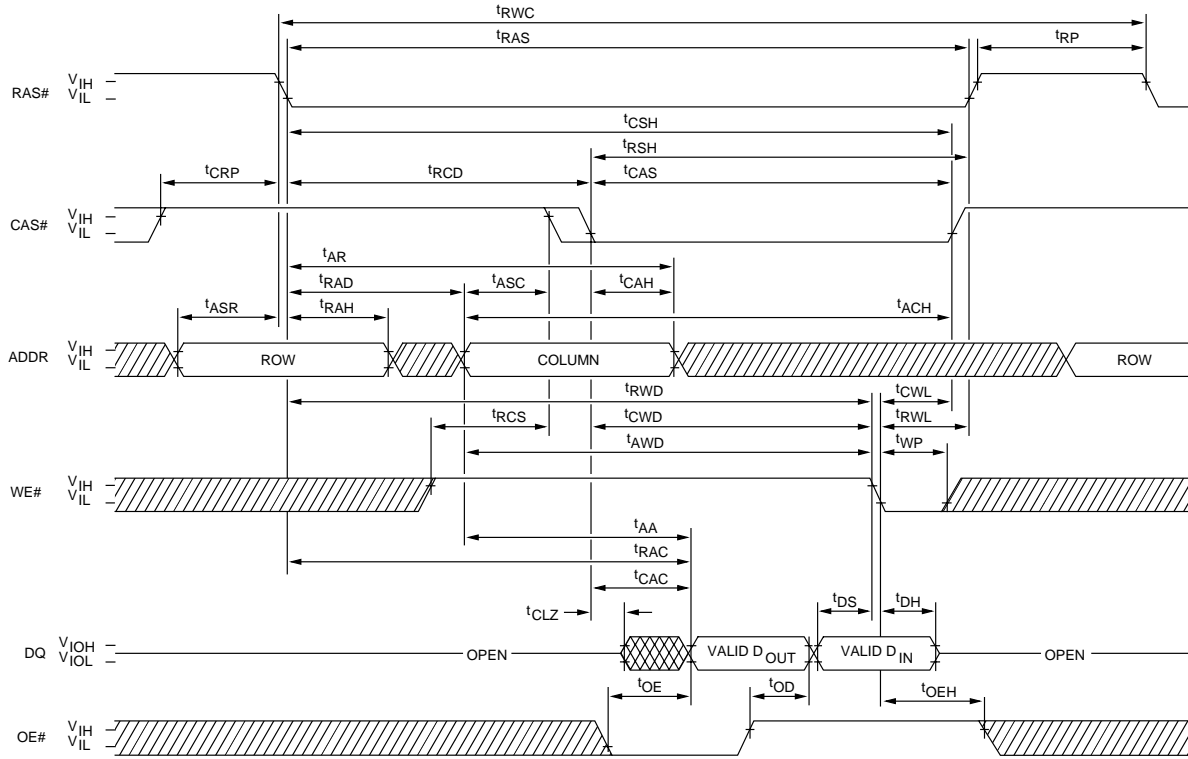 tRWC
tRAS
tRP
RAS#
VIH
VIL
tCSH
tRSH
tCRP
tRCD
tCAS
CAS#
VIH
VIL
tAR
tRAD
tASC
tCAH
tASR
tRAH
tACH
ADDR
VIH
VIL
ROW
COLUMN
ROW
tRWD
tCWL
tRCS
tCWD
tRWL
tAWD
tWP
WE#
VIH
VIL
tAA
tRAC
tCAC
tCLZ
tDS
tDH
DQ
VIOH
VIOL
OPEN
VALID DOUT
VALID DIN
OPEN
tOE
tOD
tOEH
OE#
VIH
VIL